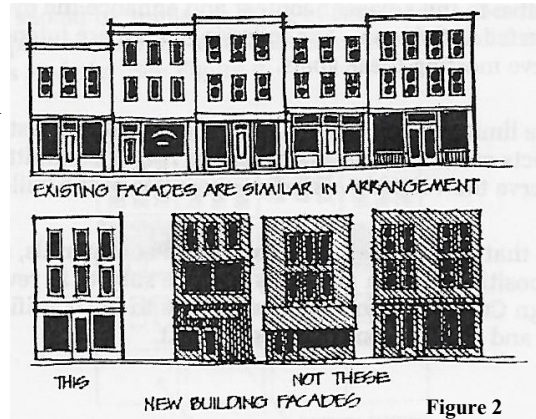 EXISTING FACADES ARE SIMILAR IN ARRANGEMENT
THIS
NOT THESE
NEW BUILDING FACADES
Figure 2